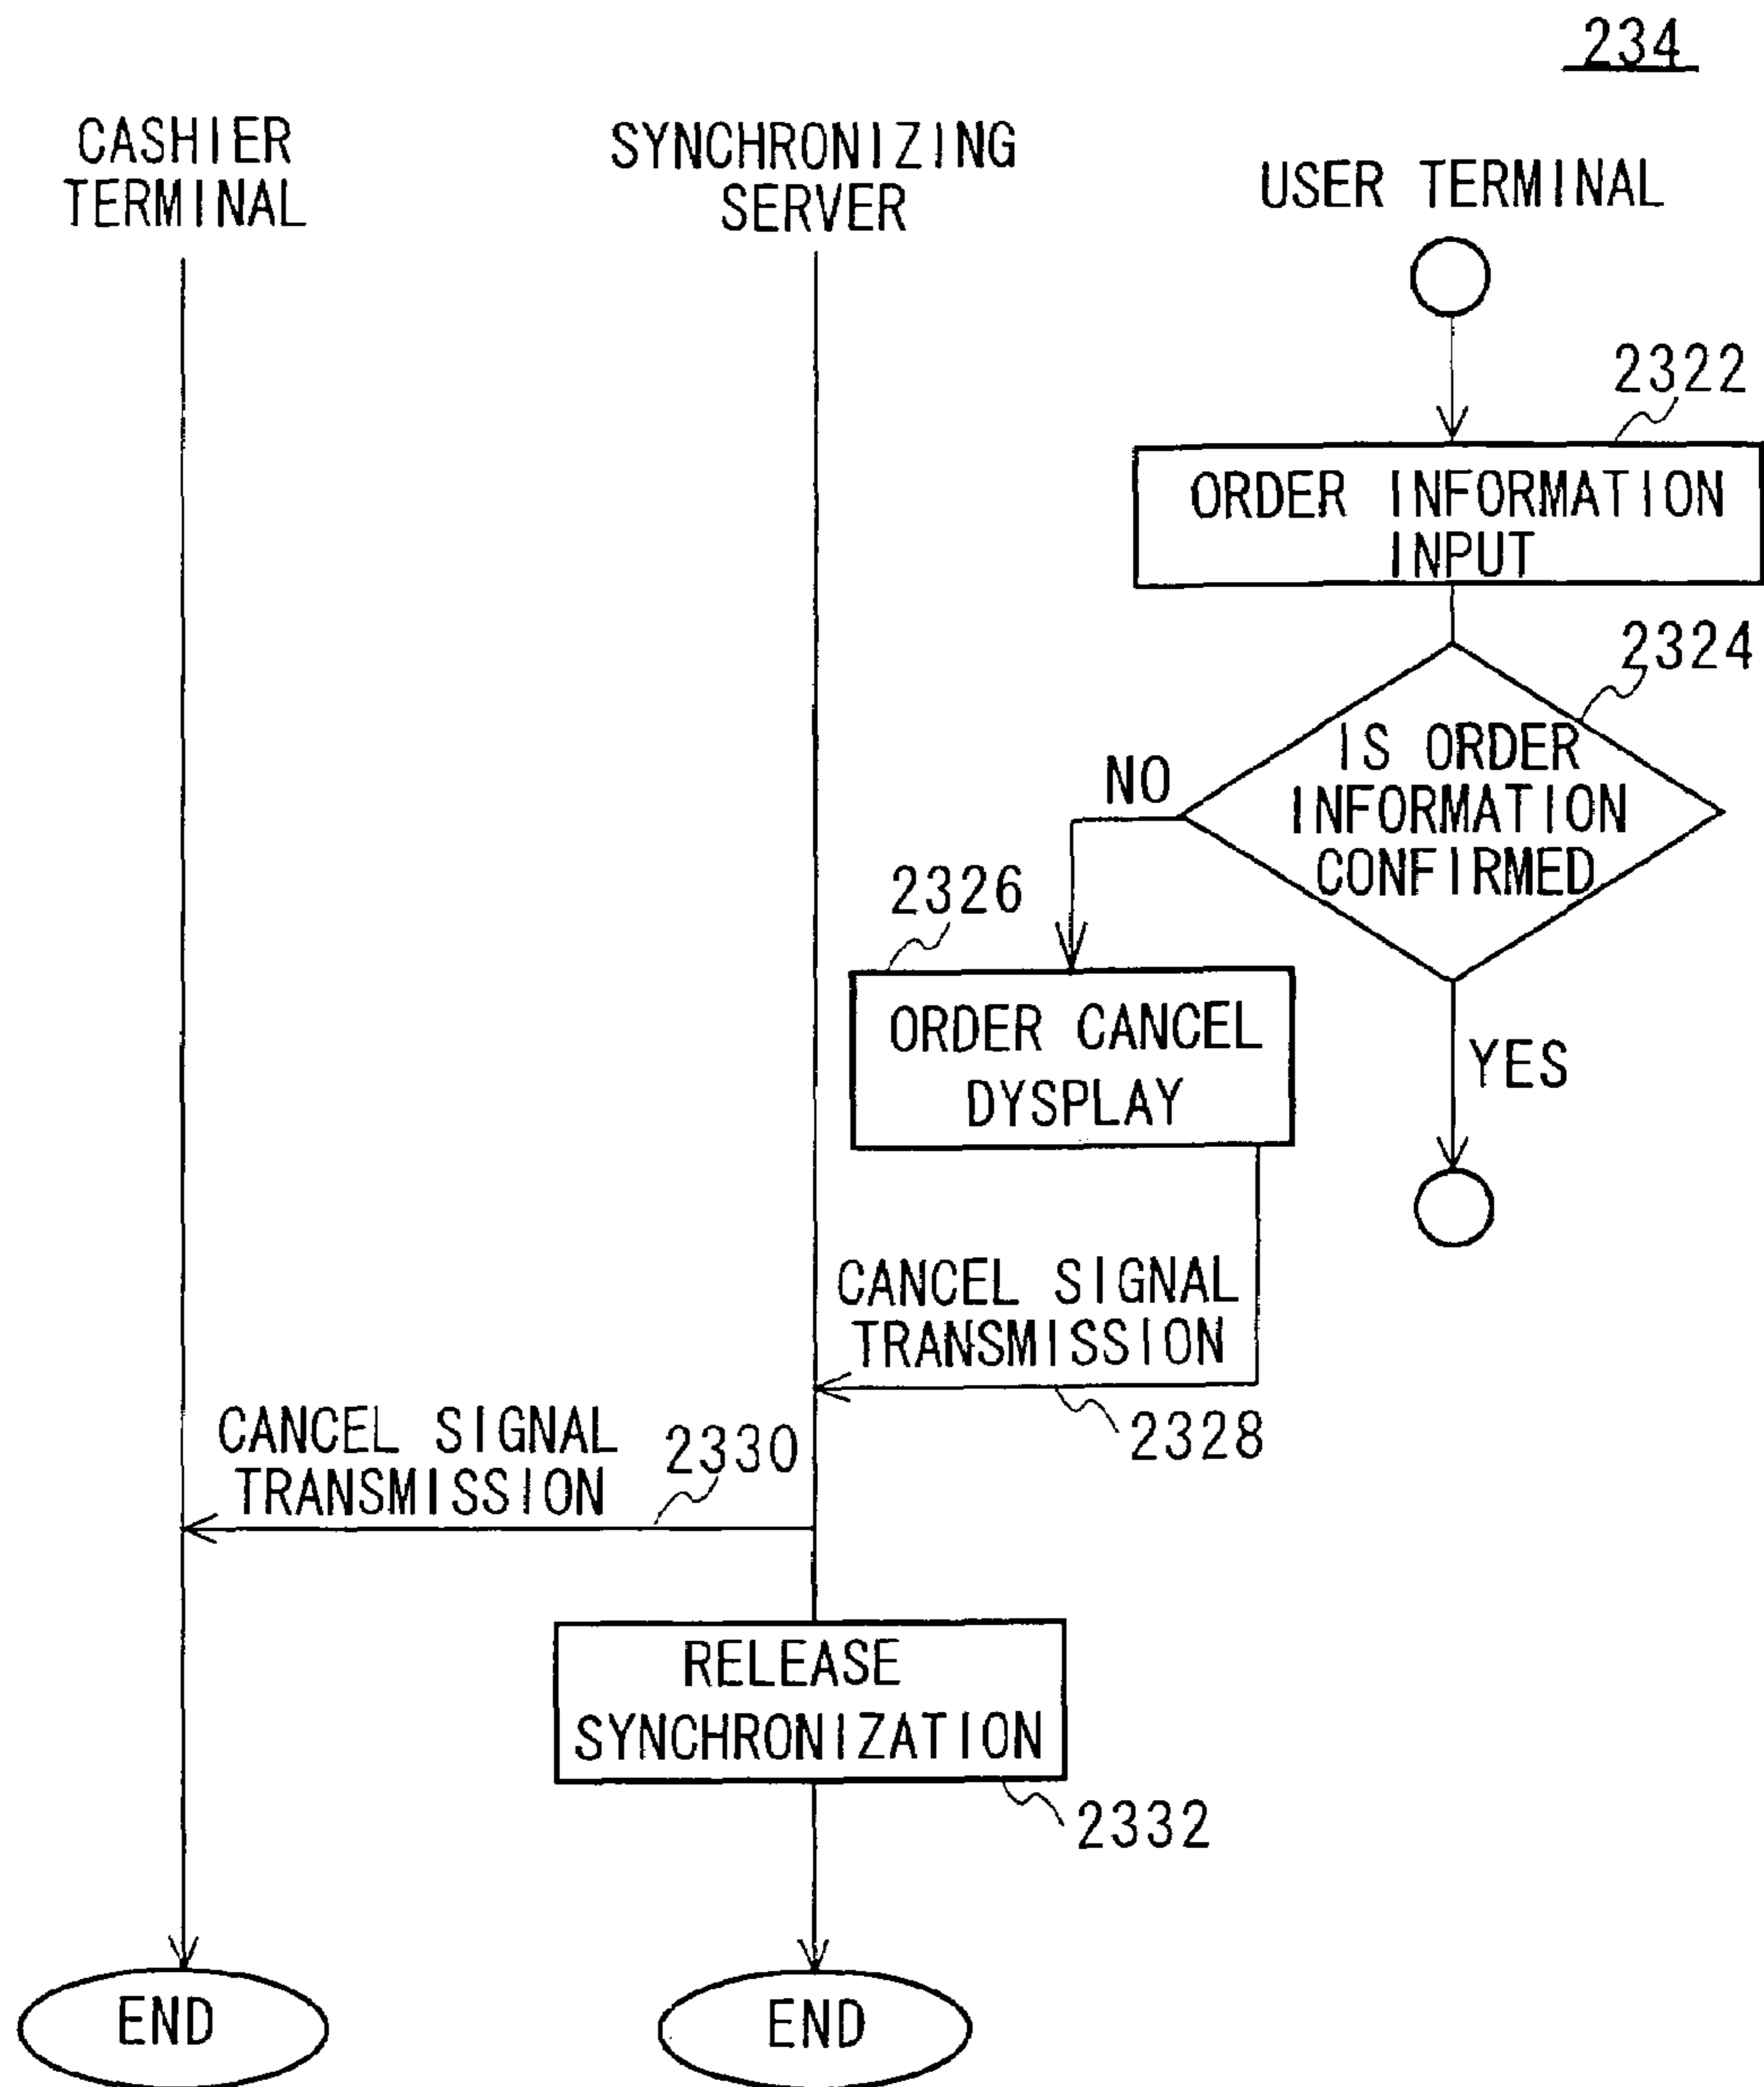 234
CASHIER
TERMINAL
SYNCHRONIZING
SERVER
USER TERMINAL
2322
ORDER INFORMATION
INPUT
2324
IS ORDER
INFORMATION
CONFIRMED
NO
2326
ORDER CANCEL
DYSPLAY
YES
CANCEL SIGNAL
TRANSMISSION
2328
CANCEL SIGNAL
TRANSMISSION
2330
RELEASE
SYNCHRONIZATION
2332
END
END